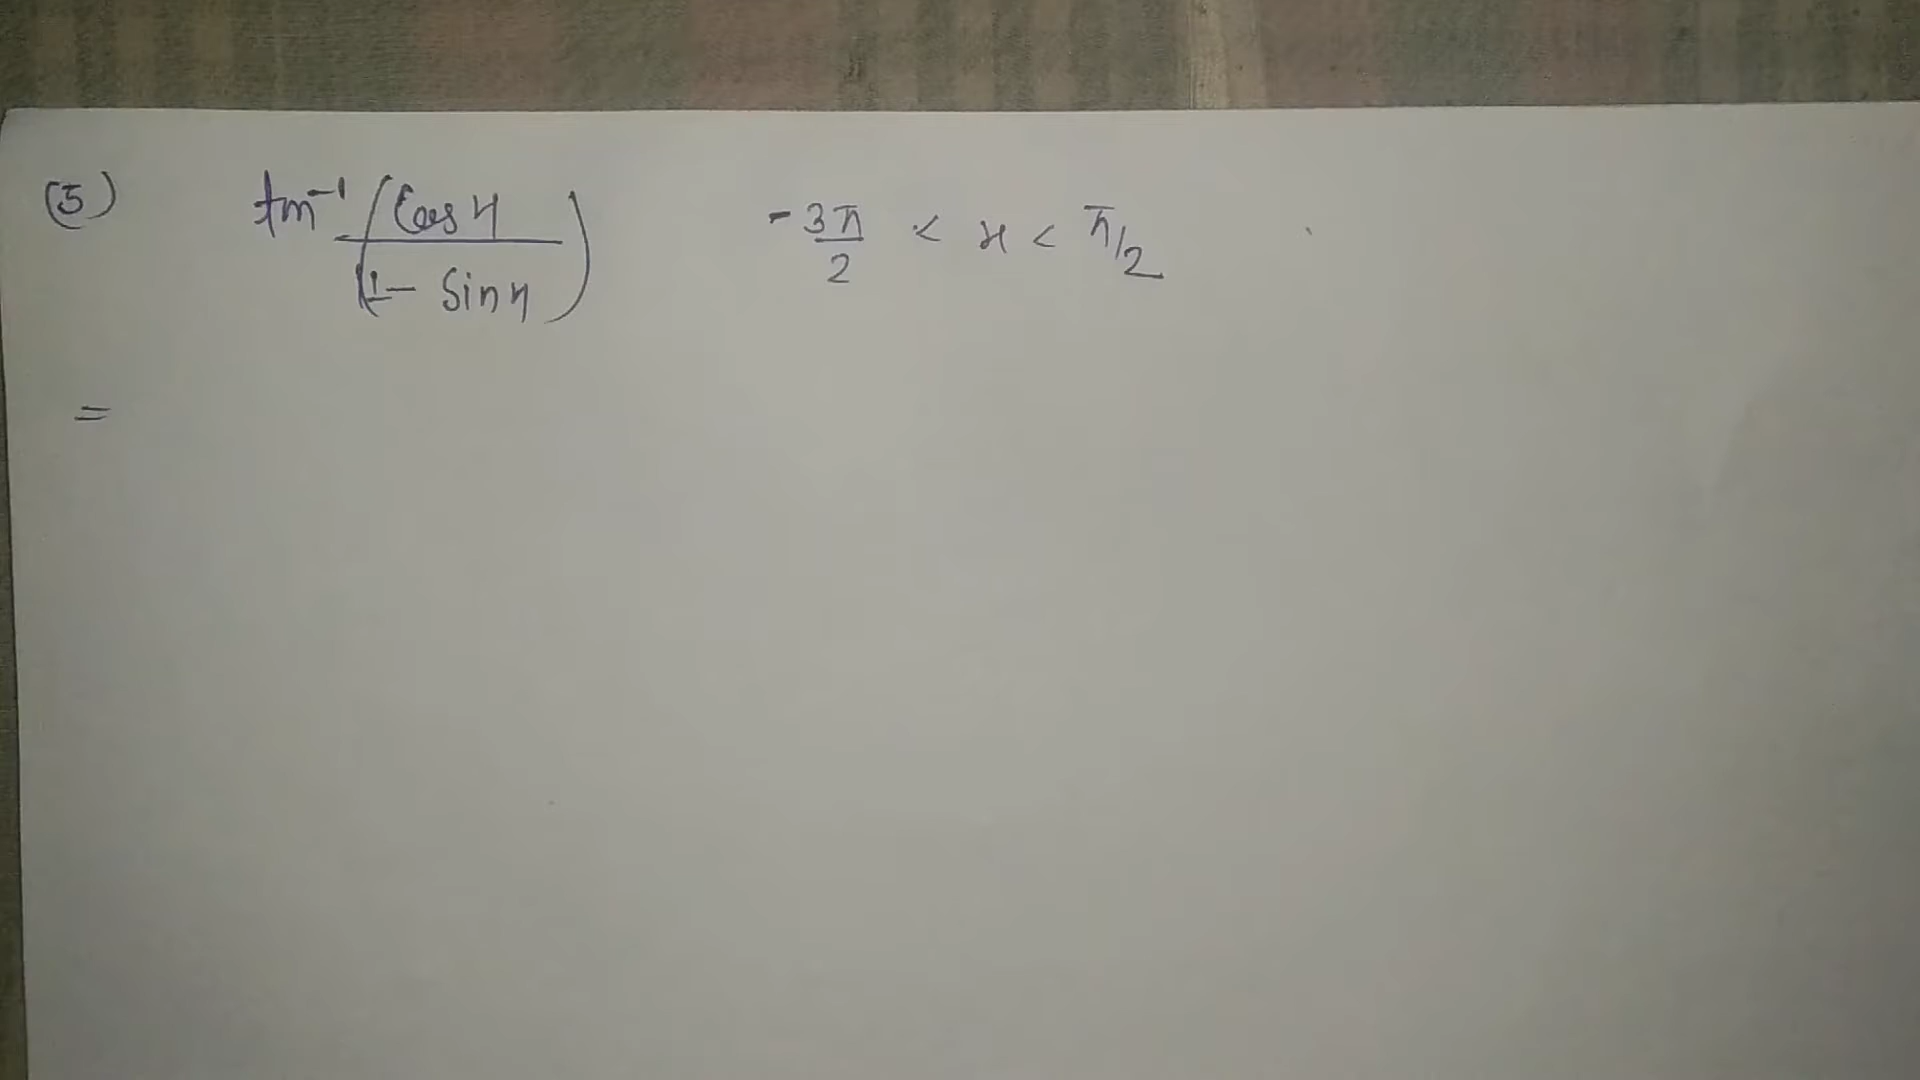 (5) tan⁻¹(cos x / 1 - sin x) -3π/2 < x < π/2
=